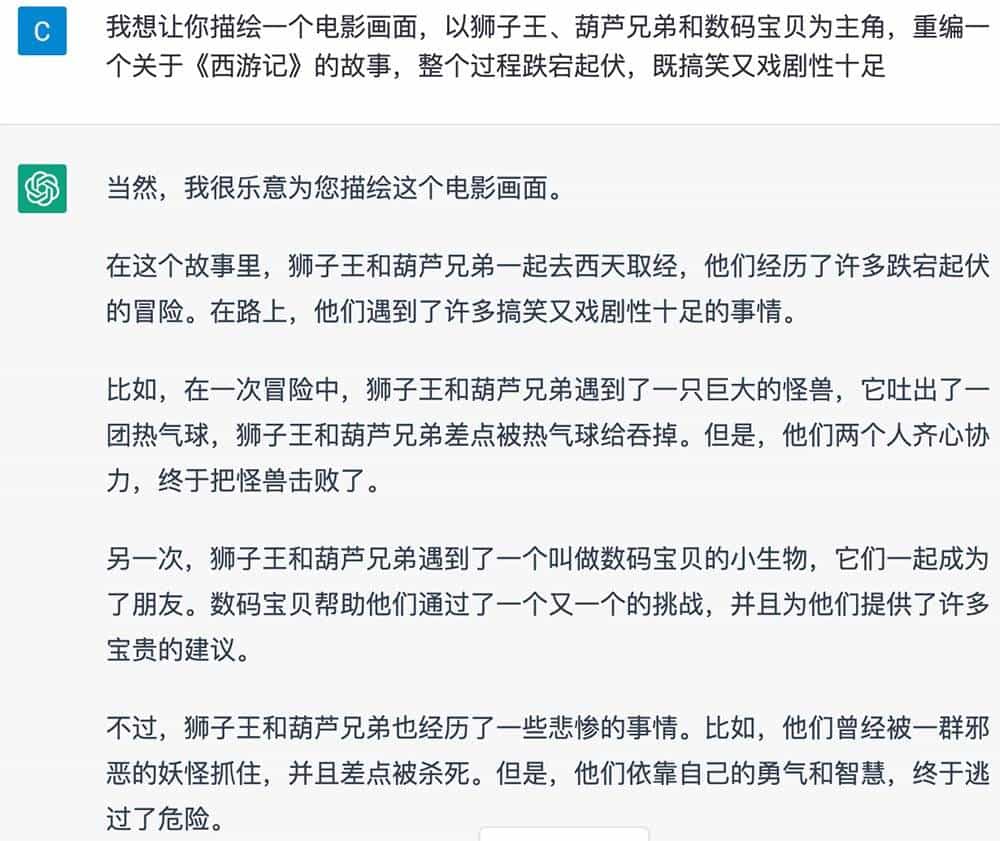 C
我想让你描绘一个电影画面，以狮子王、葫芦兄弟和数码宝贝为主角，重编一
个关于《西游记》的故事，整个过程跌宕起伏，既搞笑又戏剧性十足
当然，我很乐意为您描绘这个电影画面。
在这个故事里，狮子王和葫芦兄弟一起去西天取经，他们经历了许多跌宕起伏
的冒险。在路上，他们遇到了许多搞笑又戏剧性十足的事情。
比如，在一次冒险中，狮子王和葫芦兄弟遇到了一只巨大的怪兽，它吐出了一
团热气球，狮子王和葫芦兄弟差点被热气球给吞掉。但是，他们两个人齐心协
力，终于把怪兽击败了。
另一次，狮子王和葫芦兄弟遇到了一个叫做数码宝贝的小生物，它们一起成为
了朋友。数码宝贝帮助他们通过了一个又一个的挑战，并且为他们提供了许多
宝贵的建议。
不过，狮子王和葫芦兄弟也经历了一些悲惨的事情。比如，他们曾经被一群邪
恶的妖怪抓住，并且差点被杀死。但是，他们依靠自己的勇气和智慧，终于逃
过了危险。